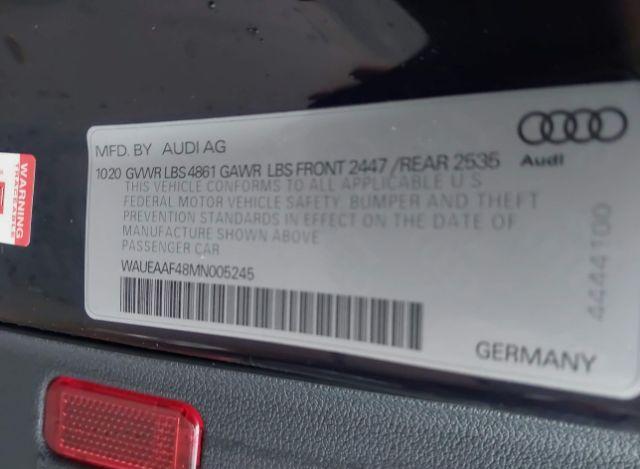 MFD. BY AUDI AG
Audi
10 20 GVWR LBS 4861 GAWR LBS FRONT 2447 / REAR 2535
THIS VEHICLE CONFORMS TO ALL APPLICABLE U S
FEDERAL MOTOR VEHICLE SAFETY, BUMPER AND THEFT
PREVENTION STANDARDS IN EFFECT ON THE DATE OF
MANUFACTURE SHOWN ABOVE
PASSENGER CAR
WAUEAAF48MN005245
4444100
GERMANY
WARNING